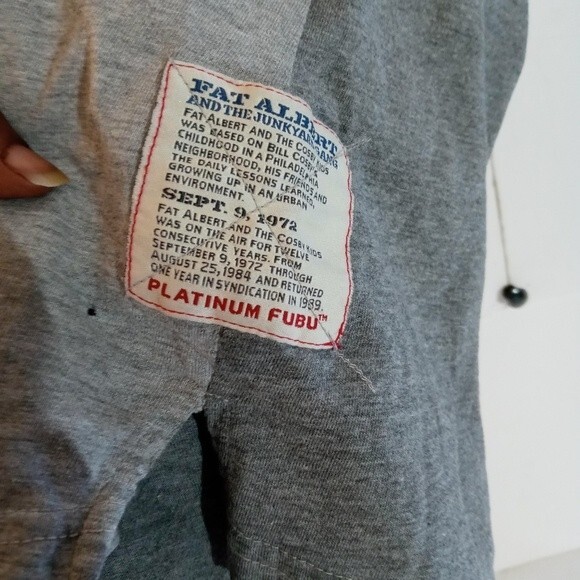 FAT ALBERT
AND THE JUNKYARD GANG
FAT ALBERT AND THE COSBY KIDS
WAS BASED ON BILL COSBY'S
CHILDHOOD IN A PHILADELPHIA
NEIGHBORHOOD, HIS FRIENDS AND
THE DAILY LESSONS LEARNED,
GROWING UP IN AN URBAN
ENVIRONMENT.
SEPT. 9, 1972
FAT ALBERT AND THE COSBY KIDS
WAS ON THE AIR FOR TWELVE
CONSECUTIVE YEARS. FROM
SEPTEMBER 9, 1972 THROUGH
AUGUST 25, 1984 AND RETURNED
ONE YEAR IN SYNDICATION IN 1989.
PLATINUM FUBU™